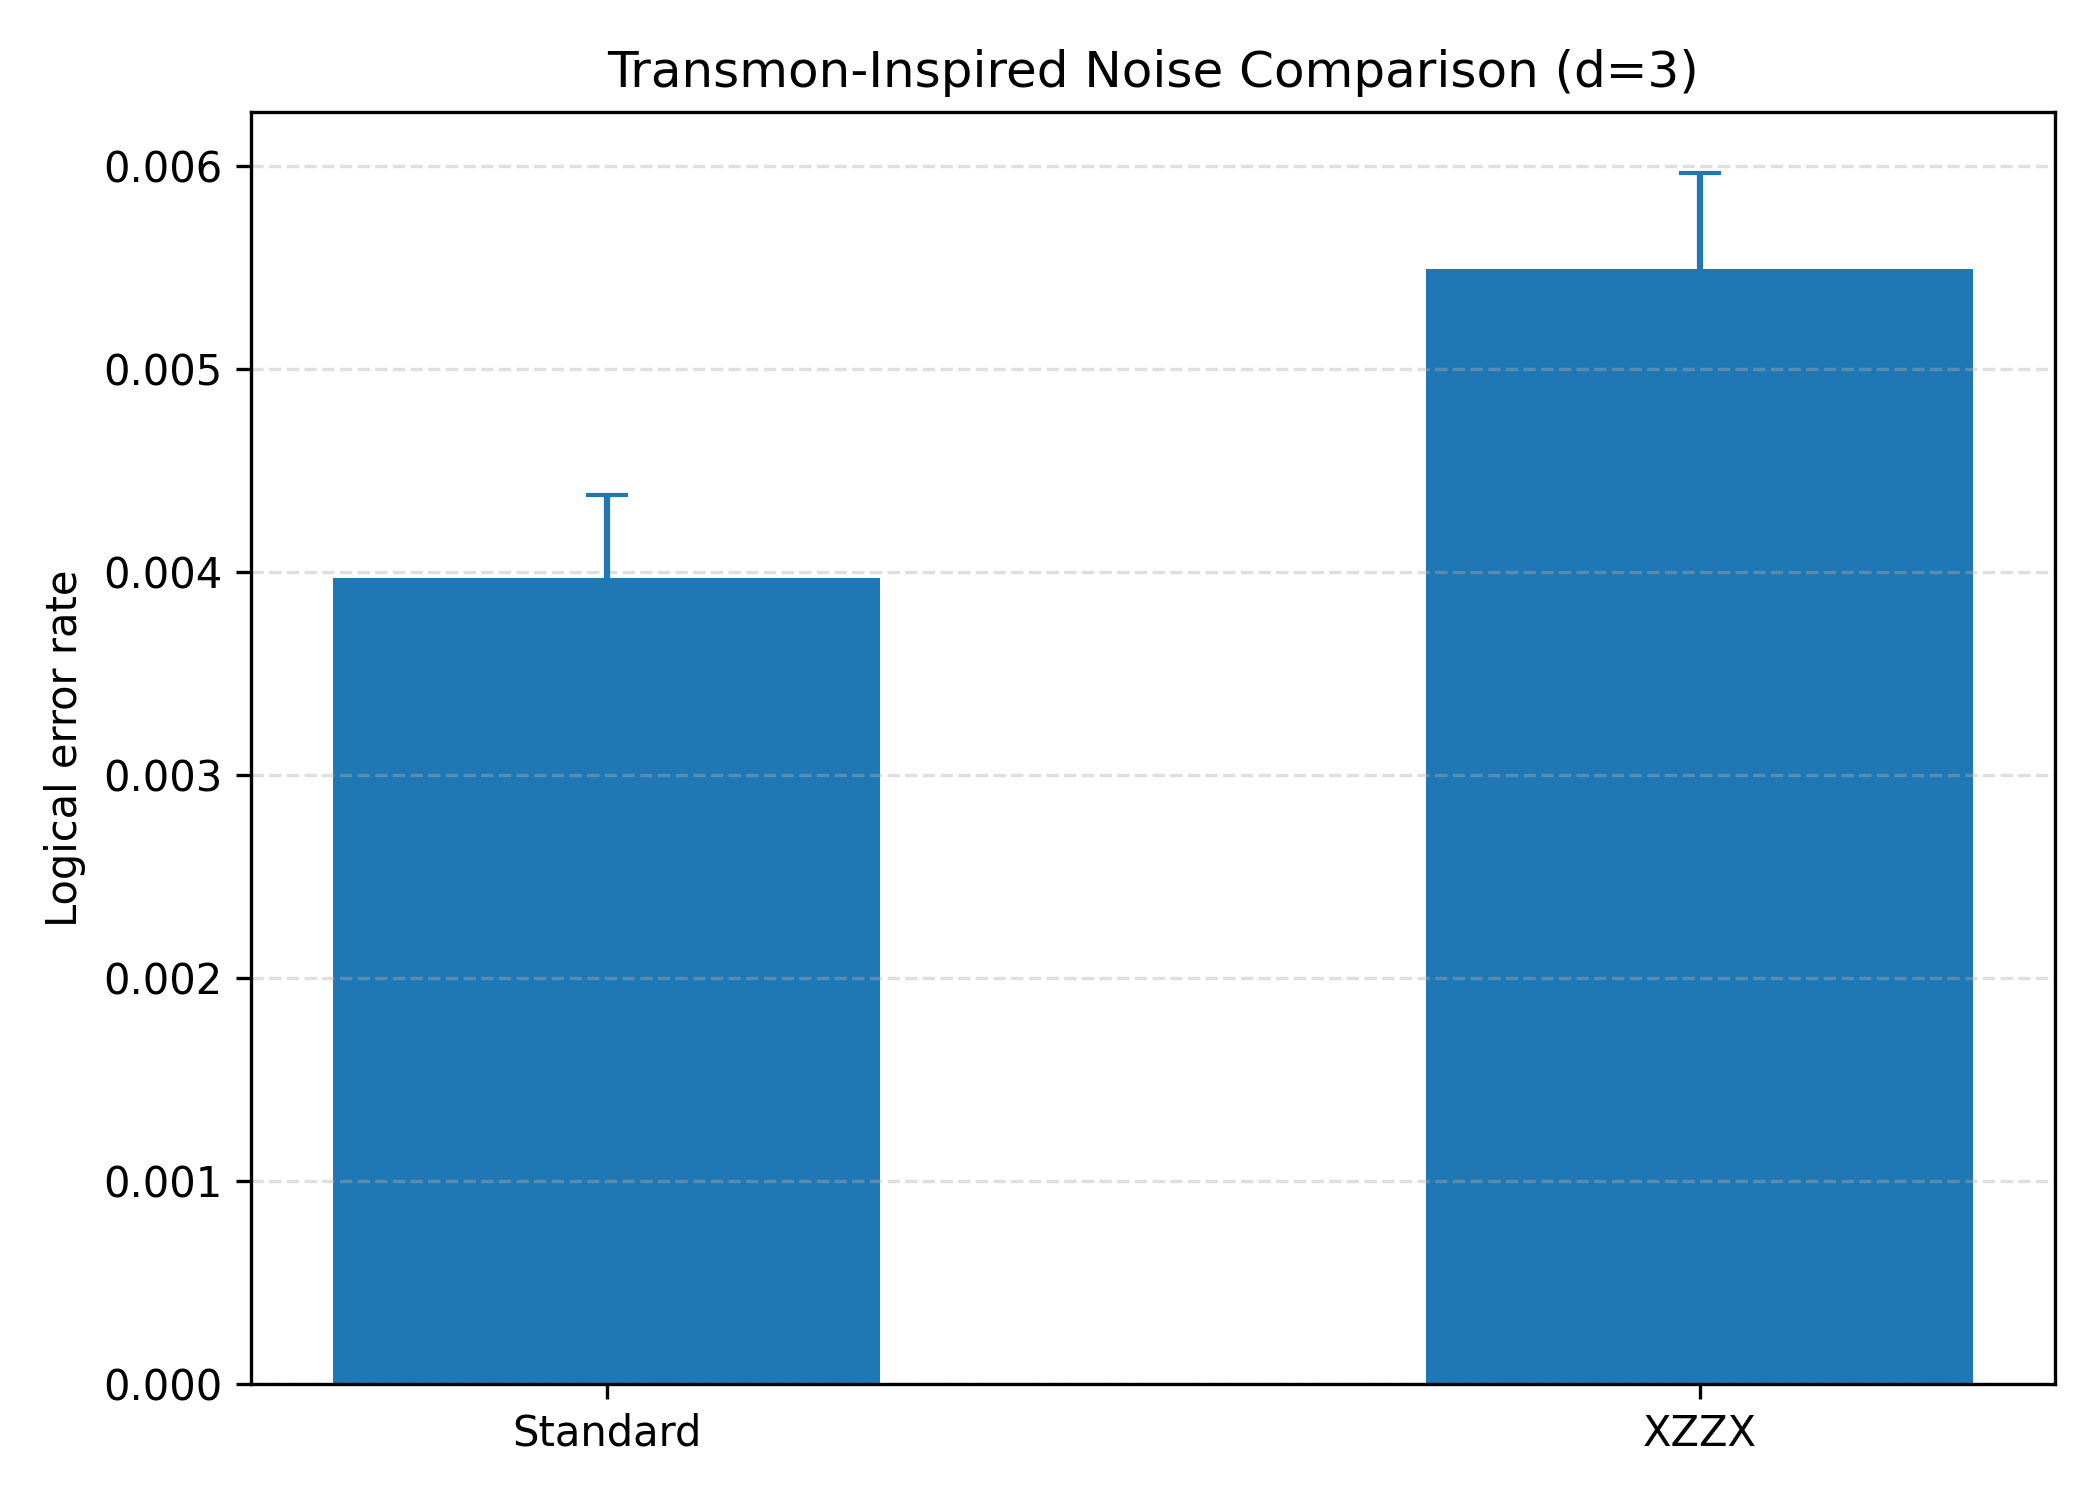 Transmon-Inspired Noise Comparison (d=3)
Logical error rate
0.006
0.005
0.004
0.003
0.002
0.001
0.000
Standard
XZZX